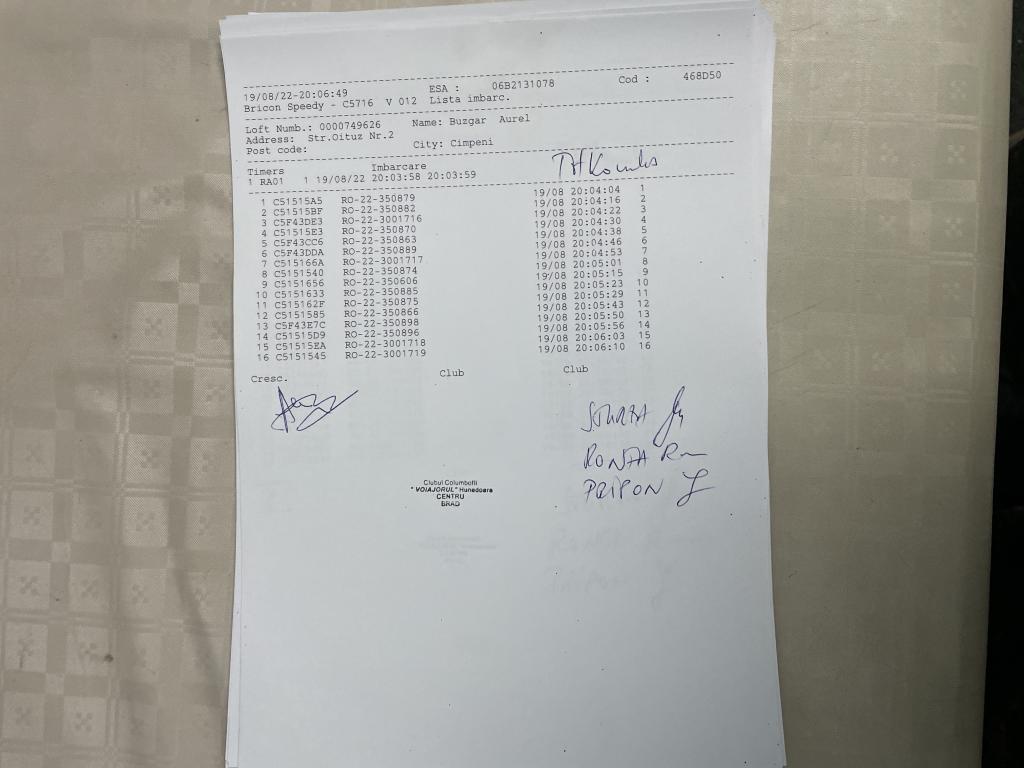 19/08/22-20:06:49 ESA : 06B2131078 Cod : 468D50
Bricon Speedy - C5716 V 012 Lista imbarc.
Loft Numb.: 0000749626 Name: Buzgar Aurel
Address: Str.Oituz Nr.2
Post code: City: Cimpeni
Timers Imbarcare
1 RA01 1 19/08/22 20:03:58 20:03:59
1 C51515A5 RO-22-350879 19/08 20:04:04 1
2 C51515BF RO-22-350882 19/08 20:04:16 2
3 C5F43DE3 RO-22-3001716 19/08 20:04:22 3
4 C51515E3 RO-22-350870 19/08 20:04:30 4
5 C5F43CC6 RO-22-350863 19/08 20:04:38 5
6 C5F43DDA RO-22-350889 19/08 20:04:46 6
7 C515166A RO-22-3001717 19/08 20:04:53 7
8 C5151540 RO-22-350874 19/08 20:05:01 8
9 C5151656 RO-22-350606 19/08 20:05:15 9
10 C5151633 RO-22-350885 19/08 20:05:23 10
11 C515162F RO-22-350875 19/08 20:05:29 11
12 C5151585 RO-22-350866 19/08 20:05:43 12
13 C5F43E7C RO-22-350898 19/08 20:05:50 13
14 C51515D9 RO-22-350896 19/08 20:05:56 14
15 C51515EA RO-22-3001718 19/08 20:06:03 15
16 C5151545 RO-22-3001719 19/08 20:06:10 16
Cresc. Club Club
PRIPON
Clubul Columbofil
"VOIAJORUL" Hunedoara
CENTRU
BRAD